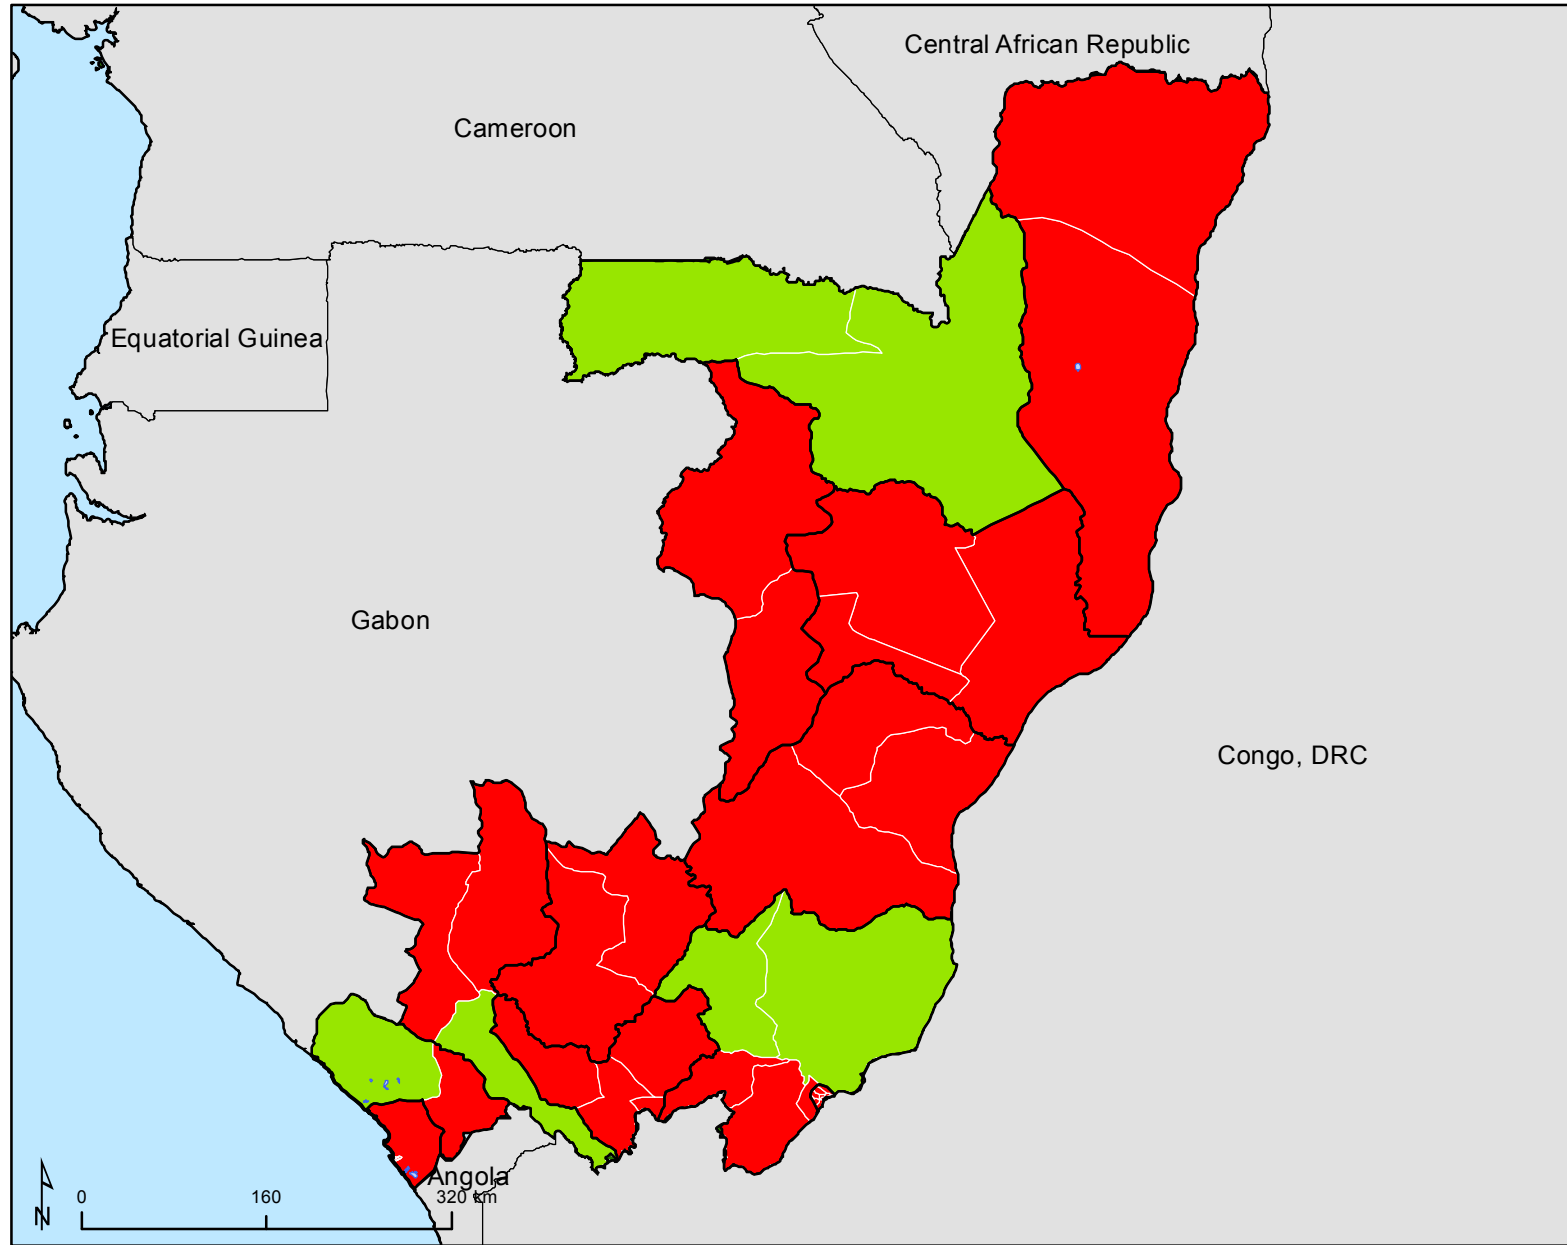 Central African Republic
Cameroon
Equatorial Guinea
Gabon
Congo, DRC
Angola
0 160 320 km
N